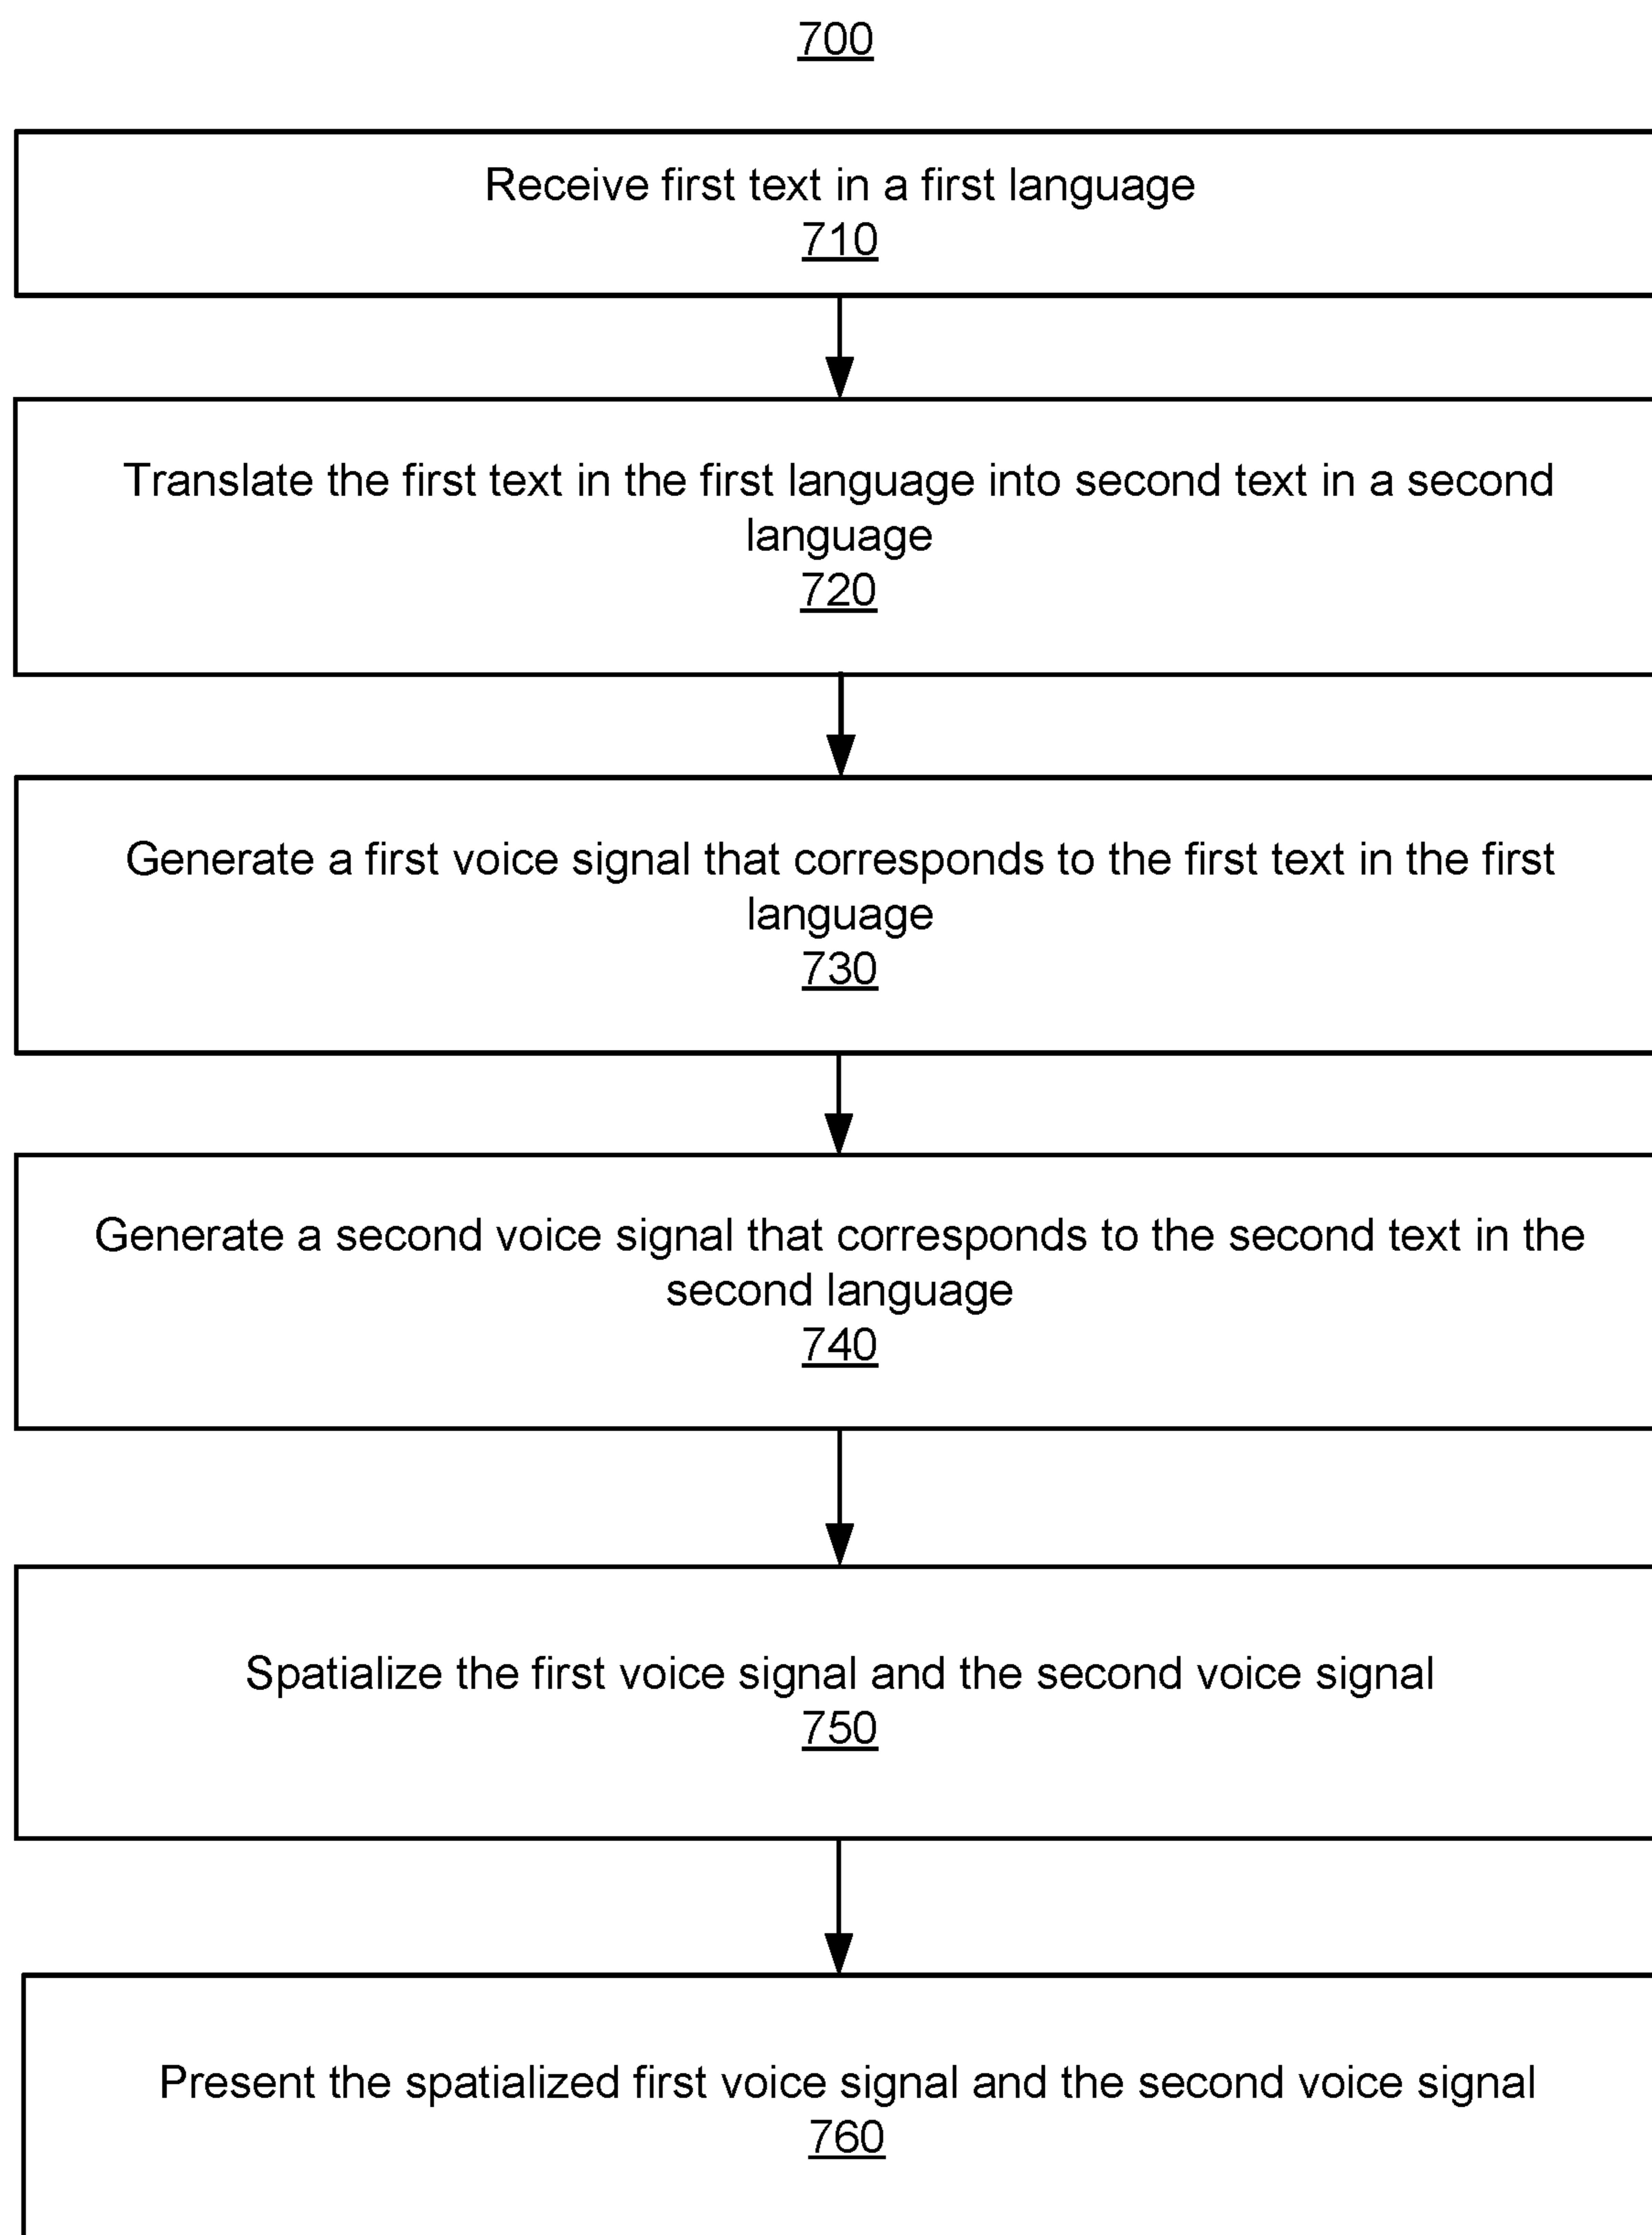 700
Receive first text in a first language
710
Translate the first text in the first language into second text in a second
language
720
Generate a first voice signal that corresponds to the first text in the first
language
730
Generate a second voice signal that corresponds to the second text in the
second language
740
Spatialize the first voice signal and the second voice signal
750
Present the spatialized first voice signal and the second voice signal
760